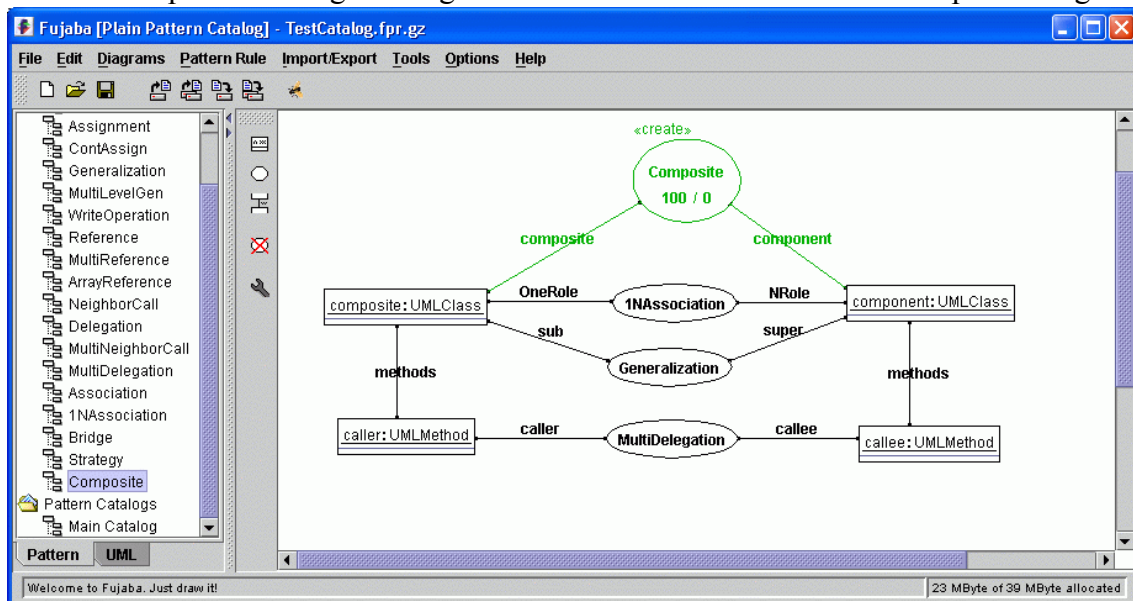 Fujaba [Plain Pattern Catalog] - TestCatalog.fpr.gz
File Edit Diagrams Pattern Rule Import/Export Tools Options Help
Assignment
ContAssign
Generalization
MultiLevelGen
WriteOperation
Reference
MultiReference
ArrayReference
NeighborCall
Delegation
MultiNeighborCall
MultiDelegation
Association
1NAssociation
Bridge
Strategy
Composite
Pattern Catalogs
Main Catalog
Pattern UML
«create»
Composite
100 / 0
composite component
composite:UMLClass OneRole 1NAssociation NRole component:UMLClass
sub super
Generalization
methods methods
caller:UMLMethod caller MultiDelegation callee callee:UMLMethod
Welcome to Fujaba. Just draw it! 23 MByte of 39 MByte allocated